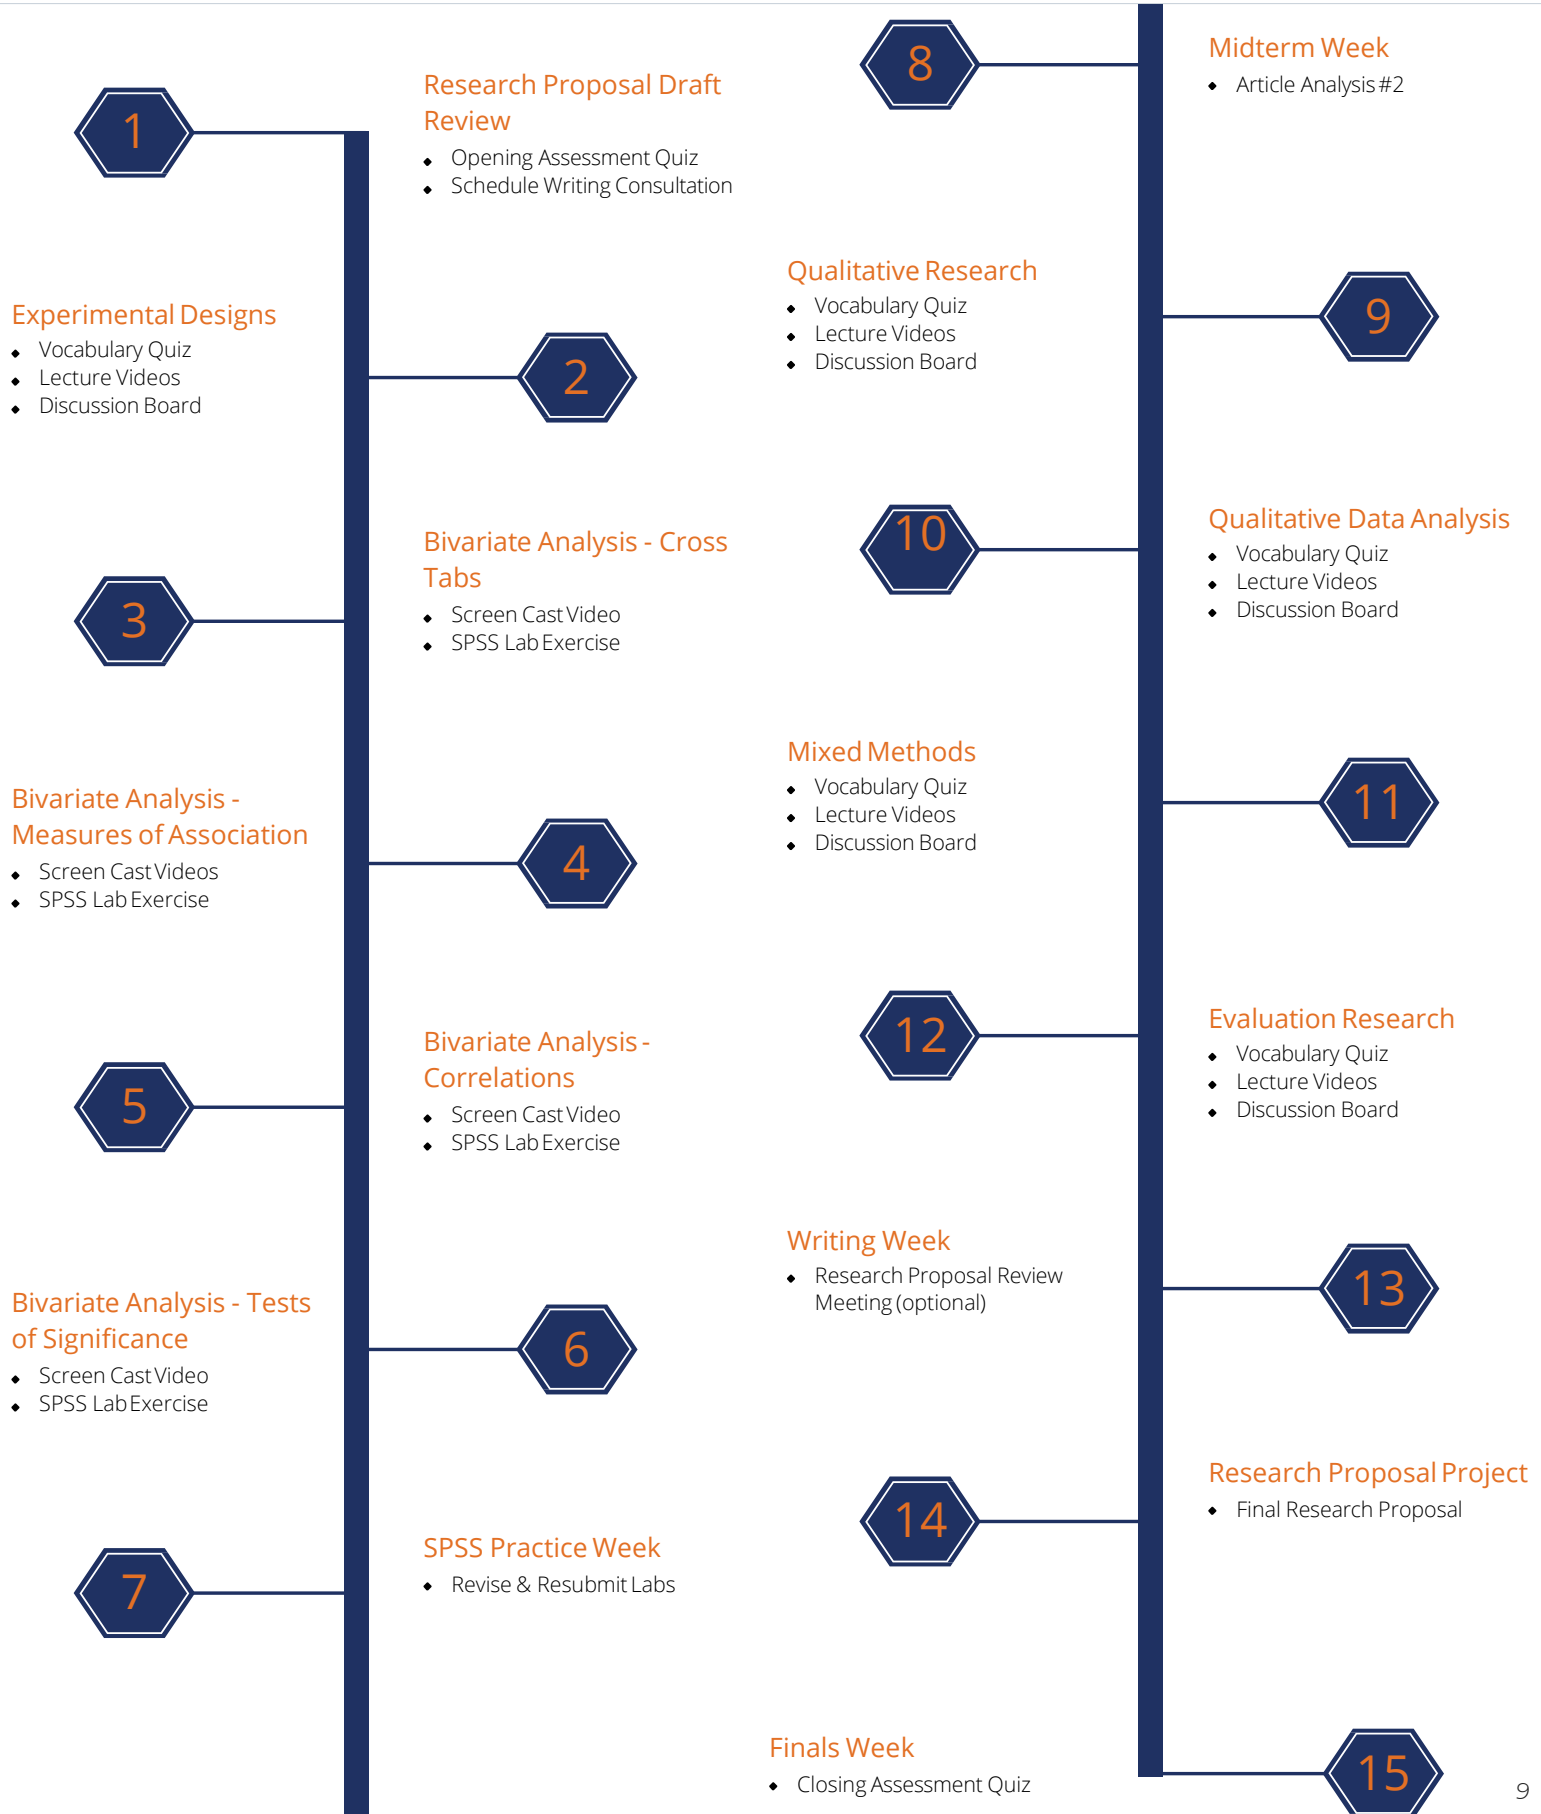 1
Research Proposal Draft
Review
Opening Assessment Quiz
Schedule Writing Consultation
2
Experimental Designs
Vocabulary Quiz
Lecture Videos
Discussion Board
3
Bivariate Analysis - Cross
Tabs
Screen Cast Video
SPSS Lab Exercise
4
Bivariate Analysis -
Measures of Association
Screen Cast Videos
SPSS Lab Exercise
5
Bivariate Analysis -
Correlations
Screen Cast Video
SPSS Lab Exercise
6
Bivariate Analysis - Tests
of Significance
Screen Cast Video
SPSS Lab Exercise
7
SPSS Practice Week
Revise & Resubmit Labs
8
Midterm Week
Article Analysis #2
9
Qualitative Research
Vocabulary Quiz
Lecture Videos
Discussion Board
10
Qualitative Data Analysis
Vocabulary Quiz
Lecture Videos
Discussion Board
11
Mixed Methods
Vocabulary Quiz
Lecture Videos
Discussion Board
12
Evaluation Research
Vocabulary Quiz
Lecture Videos
Discussion Board
13
Writing Week
Research Proposal Review
Meeting (optional)
14
Research Proposal Project
Final Research Proposal
15
Finals Week
Closing Assessment Quiz
9